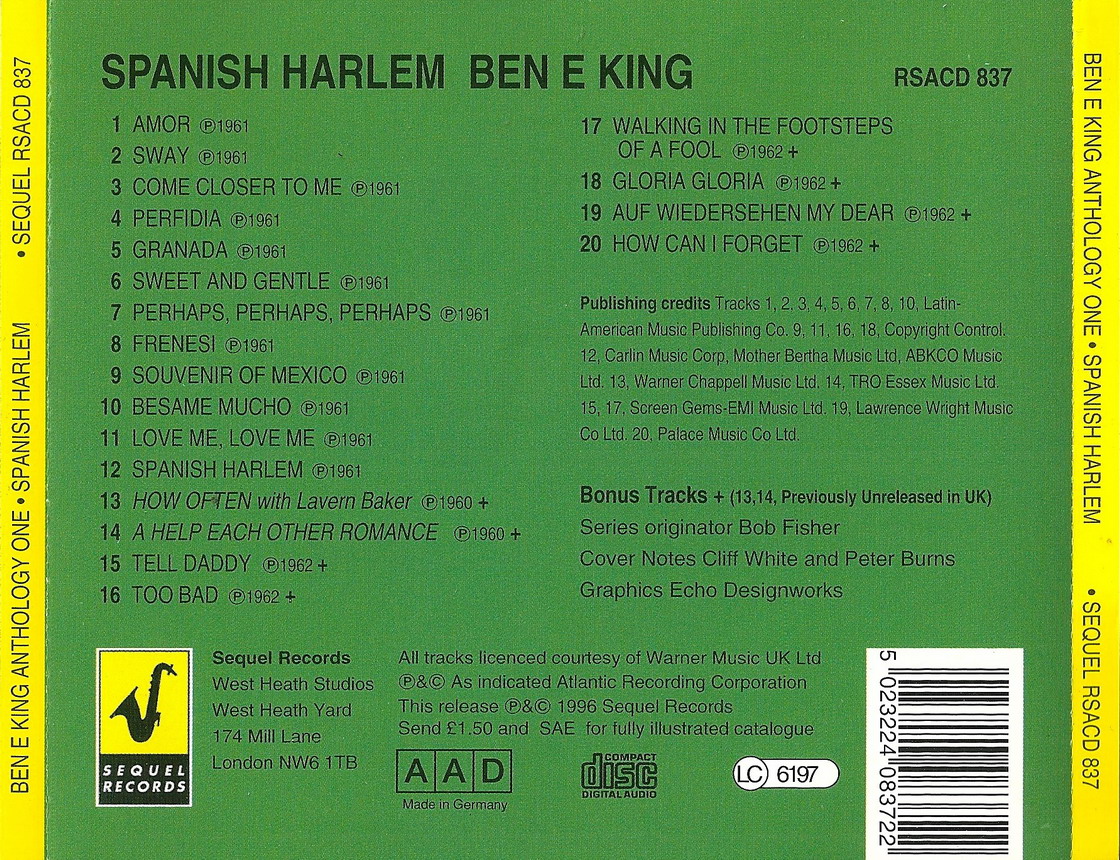 SPANISH HARLEM BEN E KING
RSACD 837
1 AMOR ℗1961
2 SWAY ℗1961
3 COME CLOSER TO ME ℗1961
4 PERFIDIA ℗1961
5 GRANADA ℗1961
6 SWEET AND GENTLE ℗1961
7 PERHAPS, PERHAPS, PERHAPS ℗1961
8 FRENESI ℗1961
9 SOUVENIR OF MEXICO ℗1961
10 BESAME MUCHO ℗1961
11 LOVE ME, LOVE ME ℗1961
12 SPANISH HARLEM ℗1961
13 HOW OFTEN with Lavern Baker ℗1960 +
14 A HELP EACH OTHER ROMANCE ℗1960 +
15 TELL DADDY ℗1962 +
16 TOO BAD ℗1962 +
17 WALKING IN THE FOOTSTEPS
OF A FOOL ℗1962 +
18 GLORIA GLORIA ℗1962 +
19 AUF WIEDERSEHEN MY DEAR ℗1962 +
20 HOW CAN I FORGET ℗1962 +
Publishing credits Tracks 1, 2, 3, 4, 5, 6, 7, 8, 10, Latin-
American Music Publishing Co. 9, 11, 16, 18, Copyright Control.
12, Carlin Music Corp, Mother Bertha Music Ltd, ABKCO Music
Ltd. 13, Warner Chappell Music Ltd. 14, TRO Essex Music Ltd.
15, 17, Screen Gems-EMI Music Ltd. 19, Lawrence Wright Music
Co Ltd. 20, Palace Music Co Ltd.
Bonus Tracks + (13,14, Previously Unreleased in UK)
Series originator Bob Fisher
Cover Notes Cliff White and Peter Burns
Graphics Echo Designworks
SEQUEL
RECORDS
Sequel Records
West Heath Studios
West Heath Yard
174 Mill Lane
London NW6 1TB
All tracks licenced courtesy of Warner Music UK Ltd
℗&© As indicated Atlantic Recording Corporation
This release ℗&© 1996 Sequel Records
Send £1.50 and SAE for fully illustrated catalogue
AAD
Made in Germany
COMPACT
disc
DIGITAL AUDIO
LC 6197
5 023224 083722
BEN E KING ANTHOLOGY ONE • SPANISH HARLEM • SEQUEL RSACD 837
BEN E KING ANTHOLOGY ONE • SPANISH HARLEM • SEQUEL RSACD 837